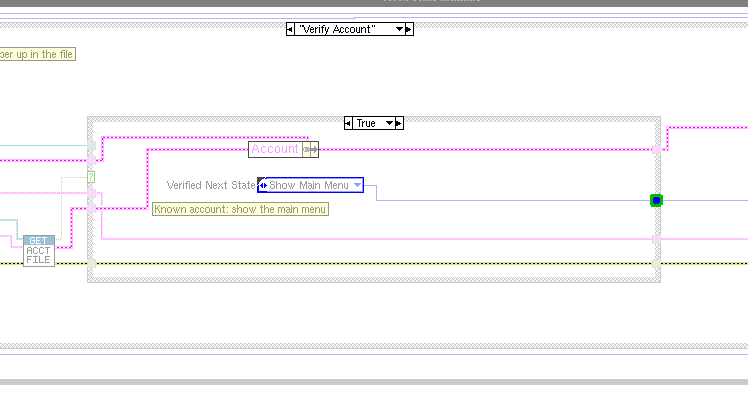 "Verify Account"
per up in the file
True
?
Account
Verified Next State
Show Main Menu
Known account: show the main menu
GET
ACCT
FILE